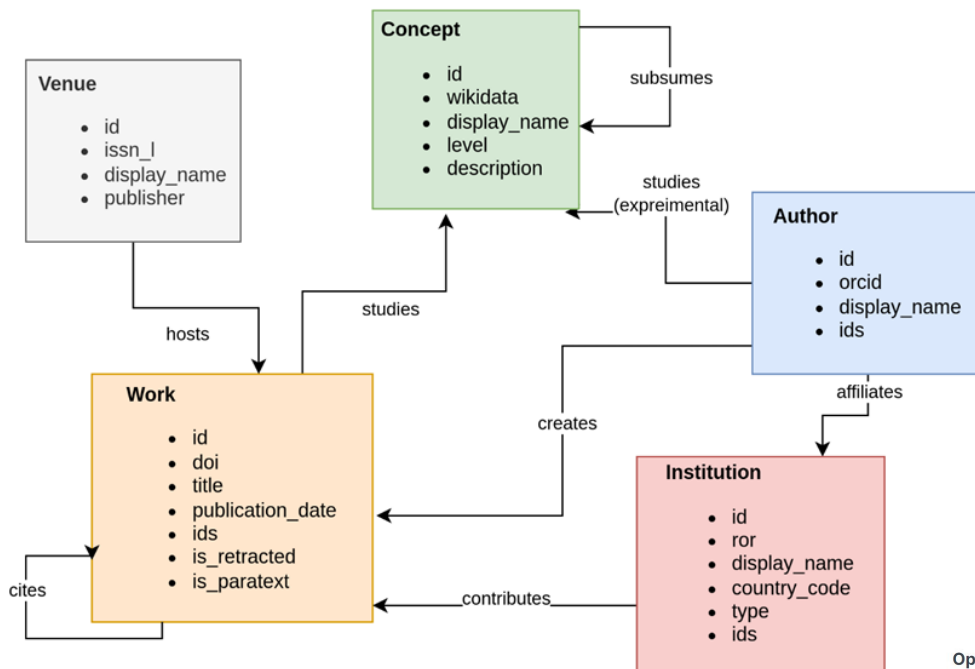 Concept
id
wikidata
display_name
level
description
subsumes
Venue
id
issn_l
display_name
publisher
studies
(expreimental)
Author
id
orcid
display_name
ids
hosts
studies
affiliates
Work
id
doi
title
publication_date
ids
is_retracted
is_paratext
creates
Institution
id
ror
display_name
country_code
type
ids
cites
contributes
Op